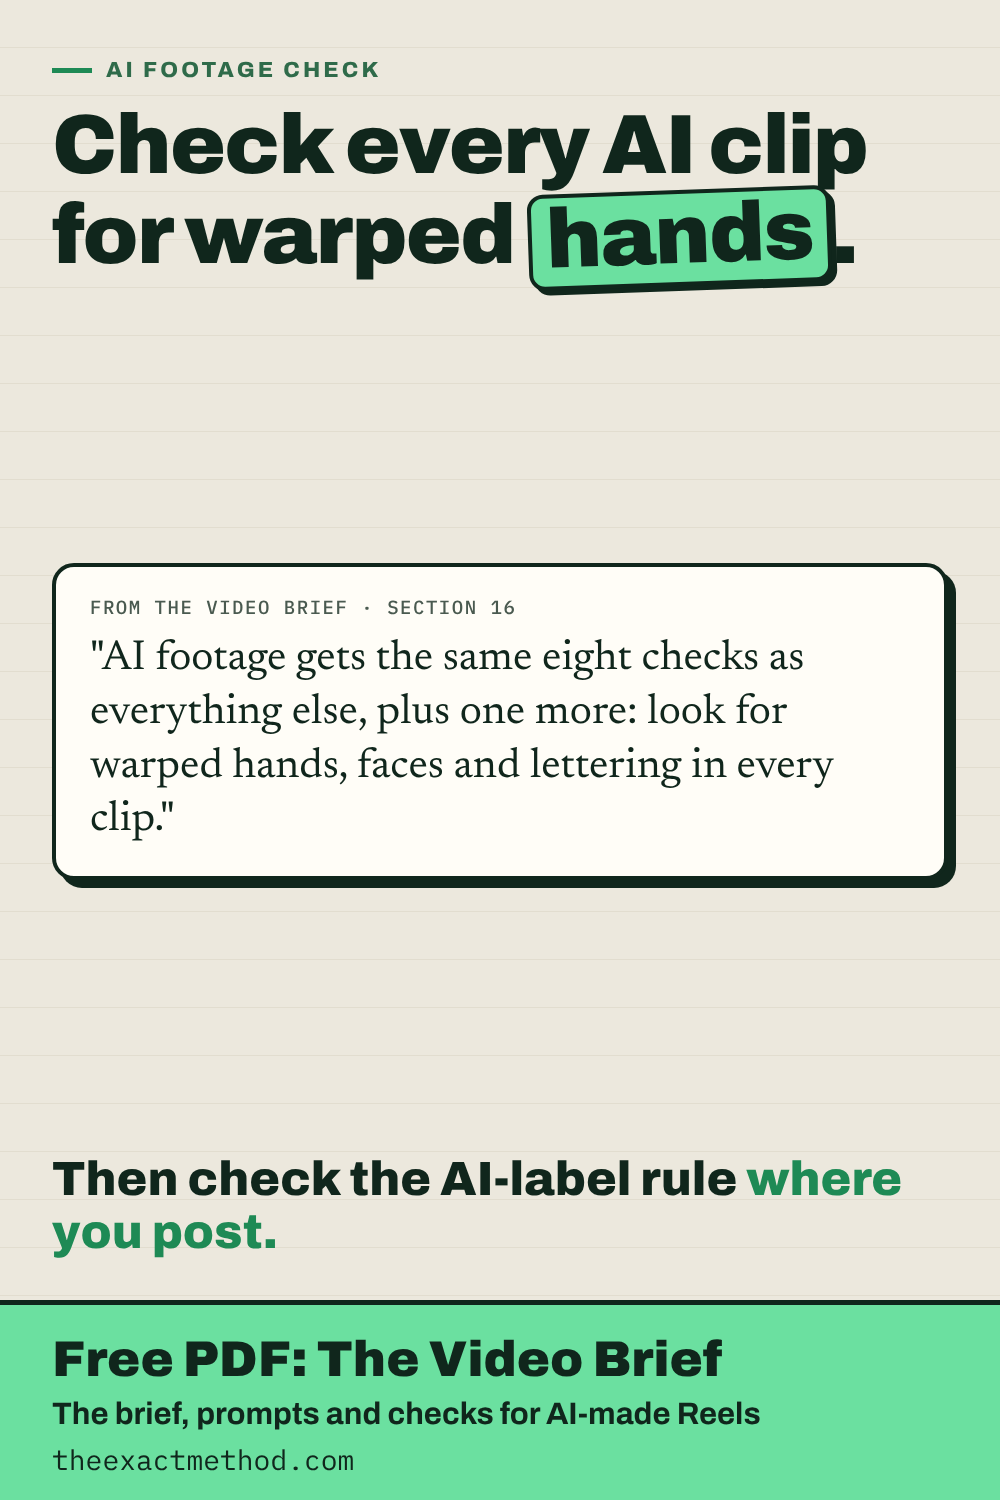 AI FOOTAGE CHECK
Check every AI clip
for warped hands.
FROM THE VIDEO BRIEF · SECTION 16
"AI footage gets the same eight checks as
everything else, plus one more: look for
warped hands, faces and lettering in every
clip."
Then check the AI-label rule where
you post.
Free PDF: The Video Brief
The brief, prompts and checks for AI-made Reels
theexactmethod.com